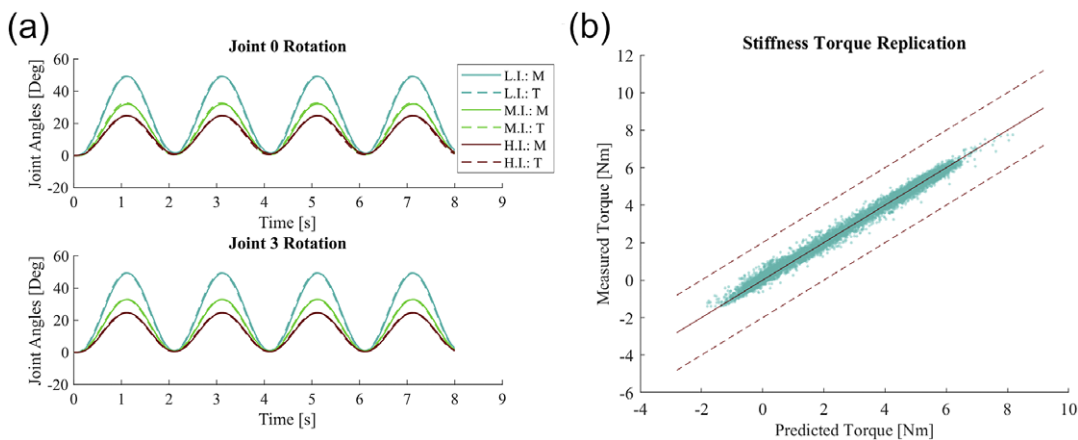 (a)
Joint 0 Rotation
60
40
20
0
-20
Joint Angles [Deg]
0 1 2 3 4 5 6 7 8 9
Time [s]
L.I.: M
L.I.: T
M.I.: M
M.I.: T
H.I.: M
H.I.: T
Joint 3 Rotation
60
40
20
0
-20
Joint Angles [Deg]
0 1 2 3 4 5 6 7 8 9
Time [s]
(b)
Stiffness Torque Replication
12
10
8
6
4
2
0
-2
-4
-6
Measured Torque [Nm]
-4 -2 0 2 4 6 8 10
Predicted Torque [Nm]